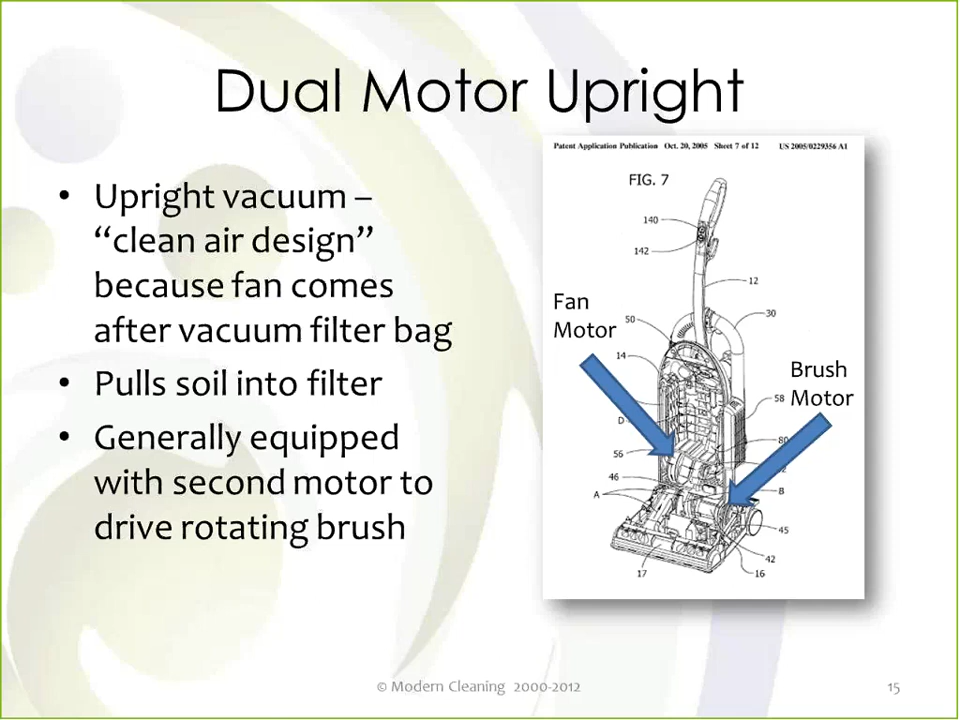 Dual Motor Upright
• Upright vacuum –
“clean air design”
because fan comes
after vacuum filter bag
• Pulls soil into filter
• Generally equipped
with second motor to
drive rotating brush
Patent Application Publication Oct. 20, 2005 Sheet 7 of 12 US 2005/0229356 A1
FIG. 7
140
142
12
Fan
Motor
30
50
14
Brush
Motor
58
D
80
56
46
A
B
45
42
17
16
© Modern Cleaning 2000-2012
15